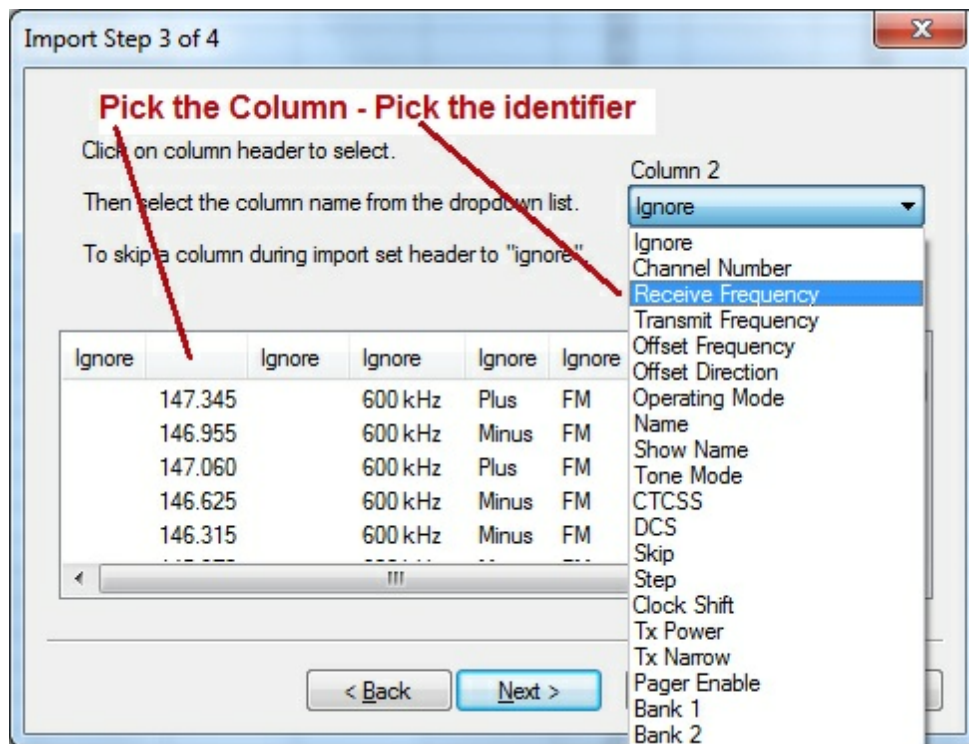 Import Step 3 of 4
Pick the Column - Pick the identifier
Click on column header to select.
Column 2
Then select the column name from the dropdown list.
Ignore
To skip a column during import set header to "ignore".
Ignore
Channel Number
Receive Frequency
Transmit Frequency
Offset Frequency
Offset Direction
Operating Mode
Name
Show Name
Tone Mode
CTCSS
DCS
Skip
Step
Clock Shift
Tx Power
Tx Narrow
Pager Enable
Bank 1
Bank 2
Ignore Ignore Ignore Ignore Ignore
147.345 600 kHz Plus FM
146.955 600 kHz Minus FM
147.060 600 kHz Plus FM
146.625 600 kHz Minus FM
146.315 600 kHz Minus FM
< Back Next >